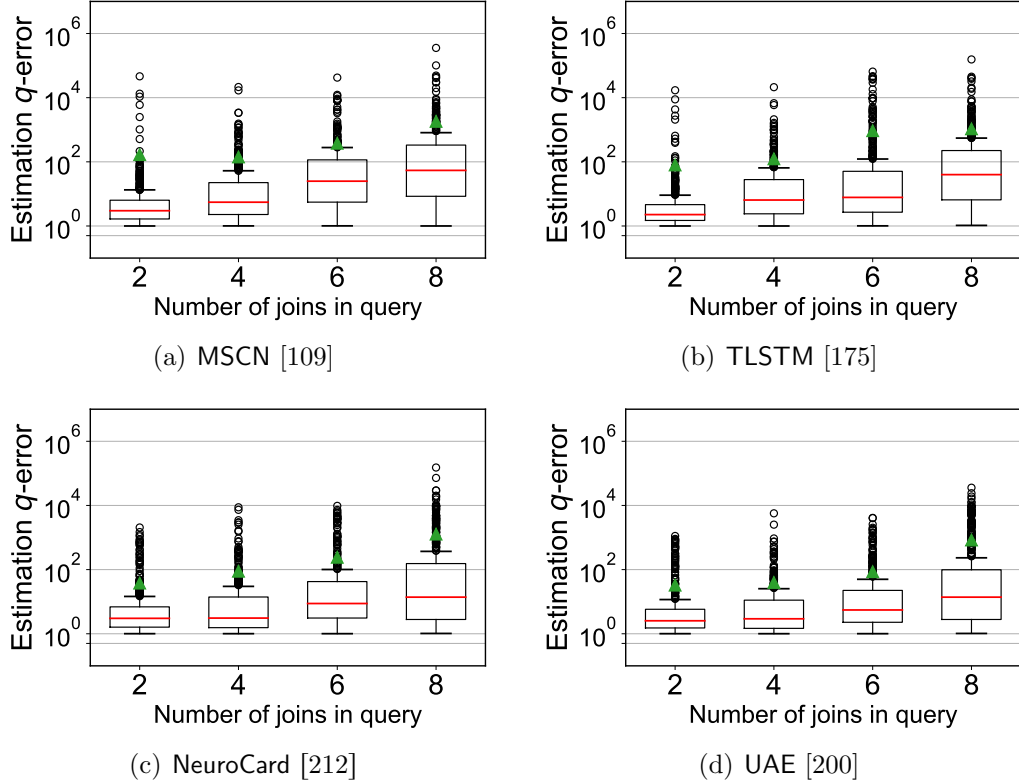 10^6
10^4
10^2
10^0
Estimation q-error
2 4 6 8
Number of joins in query
(a) MSCN [109]
10^6
10^4
10^2
10^0
Estimation q-error
2 4 6 8
Number of joins in query
(b) TLSTM [175]
10^6
10^4
10^2
10^0
Estimation q-error
2 4 6 8
Number of joins in query
(c) NeuroCard [212]
10^6
10^4
10^2
10^0
Estimation q-error
2 4 6 8
Number of joins in query
(d) UAE [200]